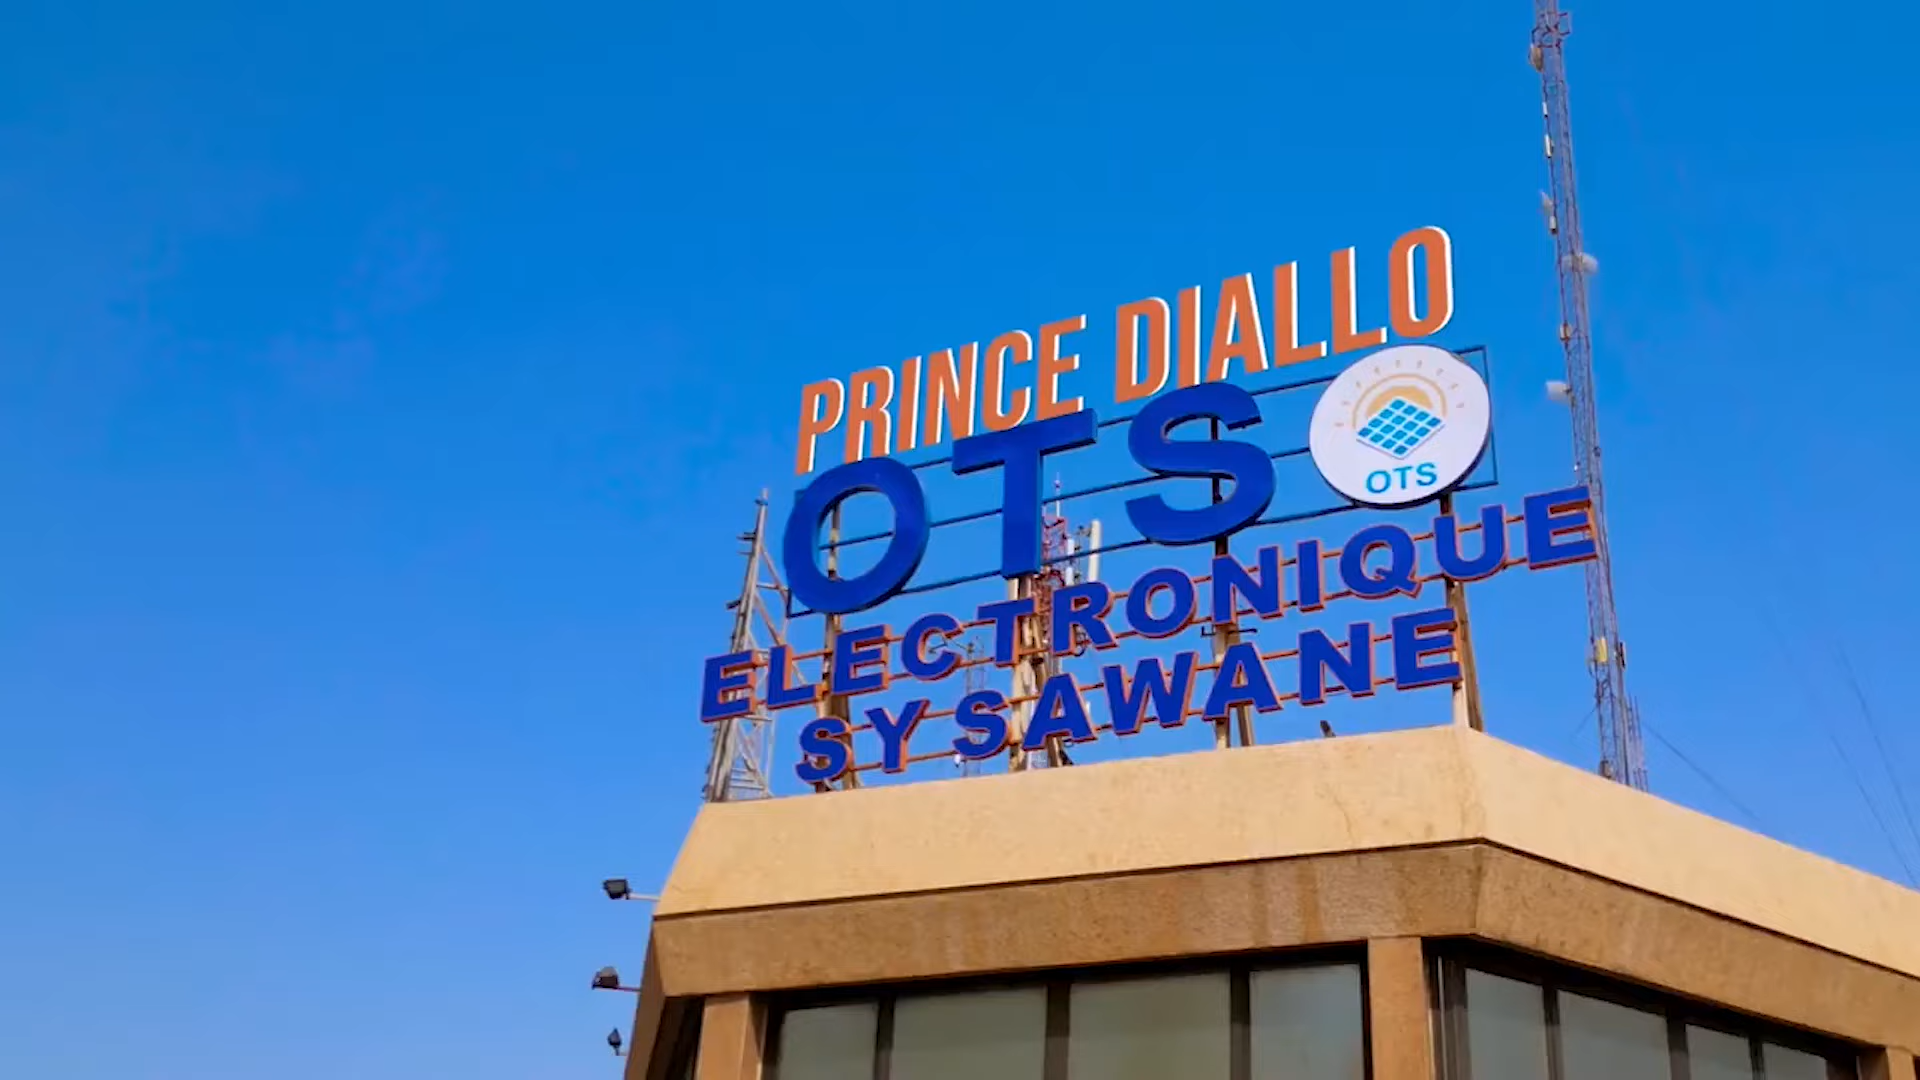 PRINCE DIALLO
OTS
OTS
ELECTRONIQUE
SY SAWANE